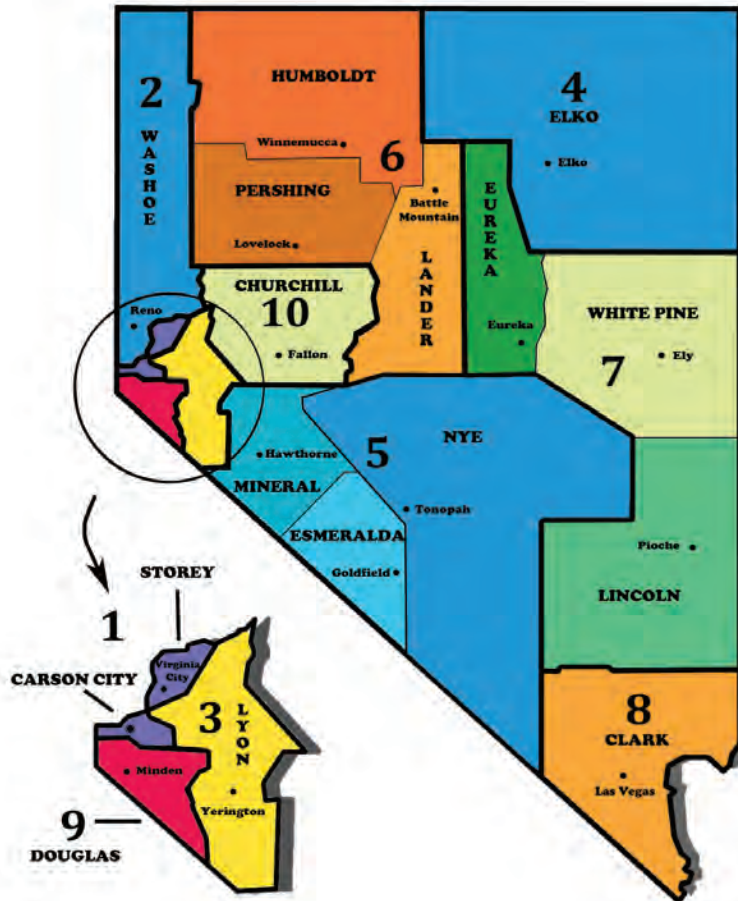 HUMBOLDT
2
WASHOE
4
ELKO
Elko
Winnemucca
6
PERSHING
Battle
Mountain
EUREKA
Lovelock
LANDER
CHURCHILL
10
Fallon
Reno
Eureka
WHITE PINE
Ely
7
NYE
5
Hawthorne
MINERAL
Tonopah
ESMERALDA
Goldfield
Pioche
LINCOLN
STOREY
1
Virginia
City
CARSON CITY
3
LYON
Minden
Yerington
9
DOUGLAS
8
CLARK
Las Vegas